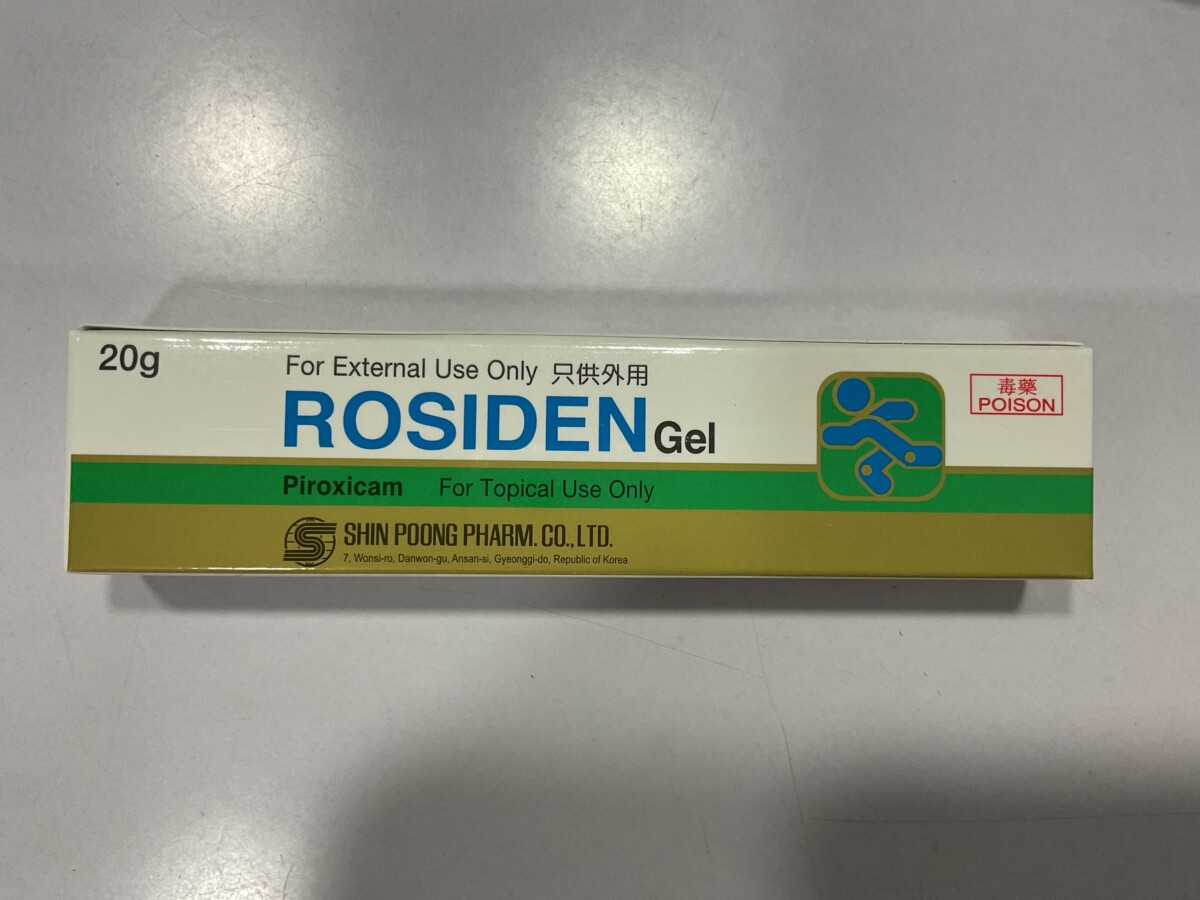 20g
For External Use Only 只供外用
ROSIDEN Gel
毒藥
POISON
Piroxicam For Topical Use Only
SHIN POONG PHARM. CO., LTD.
7, Wonsi-ro, Danwon-gu, Ansan-si, Gyeonggi-do, Republic of Korea